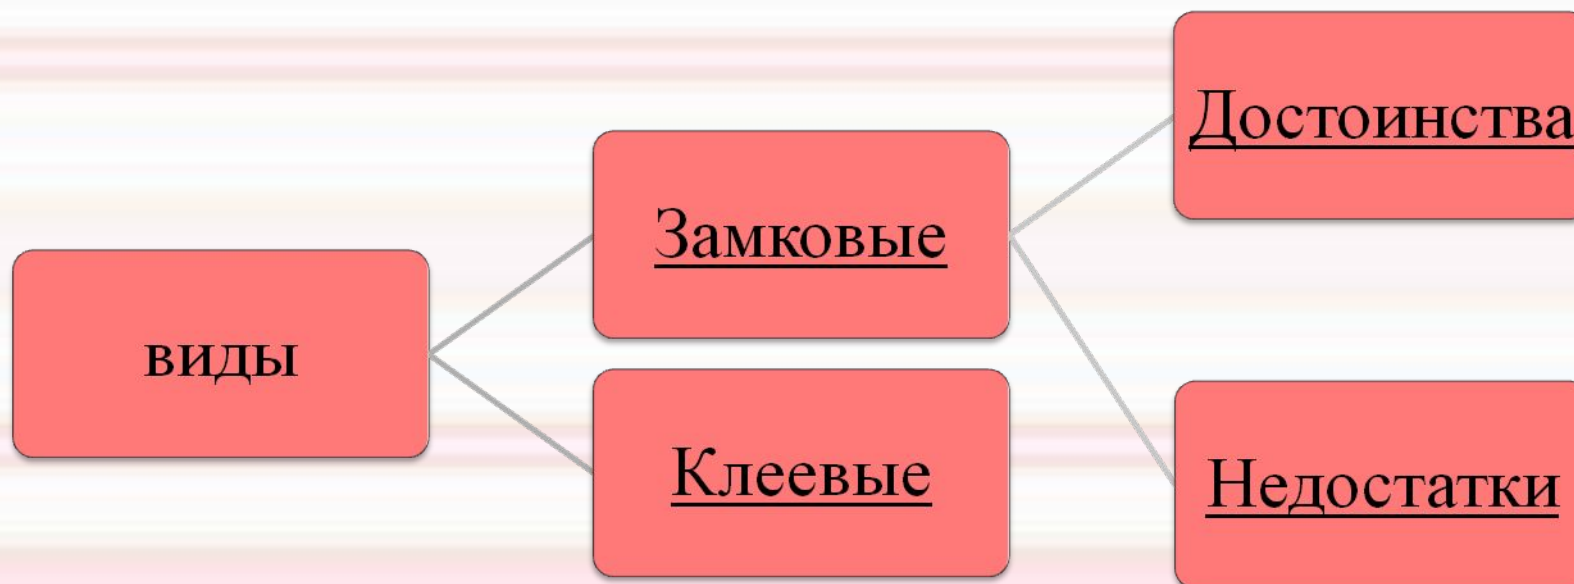 виды
Замковые
Клеевые
Достоинства
Недостатки